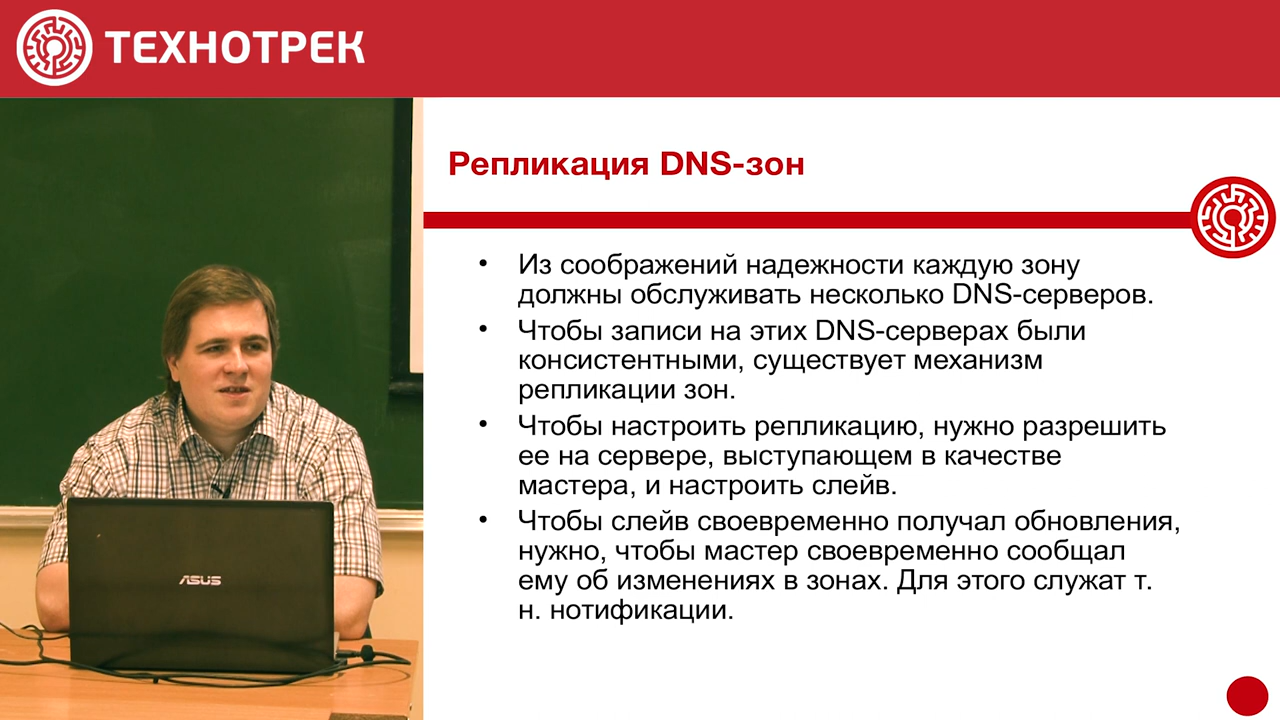 ТЕХНОТРЕК
Репликация DNS-зон
• Из соображений надежности каждую зону
должны обслуживать несколько DNS-серверов.
• Чтобы записи на этих DNS-серверах были
консистентными, существует механизм
репликации зон.
• Чтобы настроить репликацию, нужно разрешить
ее на сервере, выступающем в качестве
мастера, и настроить слейв.
• Чтобы слейв своевременно получал обновления,
нужно, чтобы мастер своевременно сообщал
ему об изменениях в зонах. Для этого служат т.
н. нотификации.
ASUS